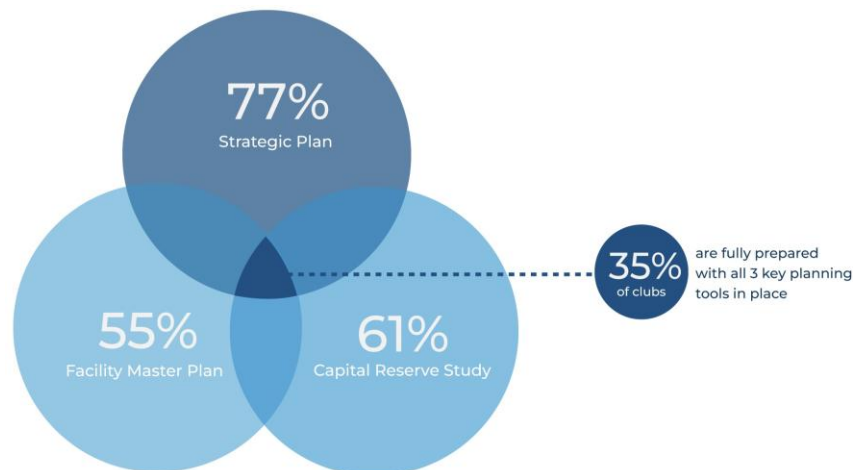 77%
Strategic Plan
55%
Facility Master Plan
61%
Capital Reserve Study
35%
of clubs
are fully prepared
with all 3 key planning
tools in place